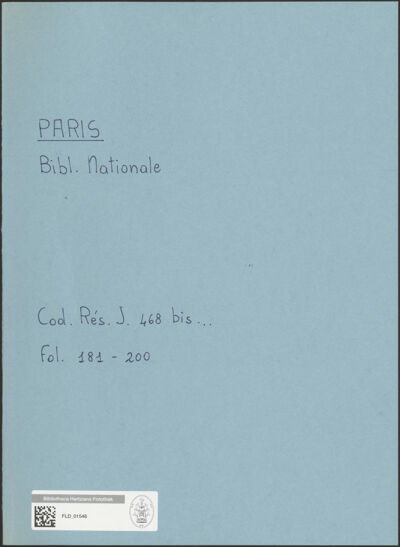 PARIS
Bibl. Nationale
Cod. Rés. J. 468 bis...
Fol. 181 - 200
Bibliotheca Hertziana Fotothek
FLD_01546